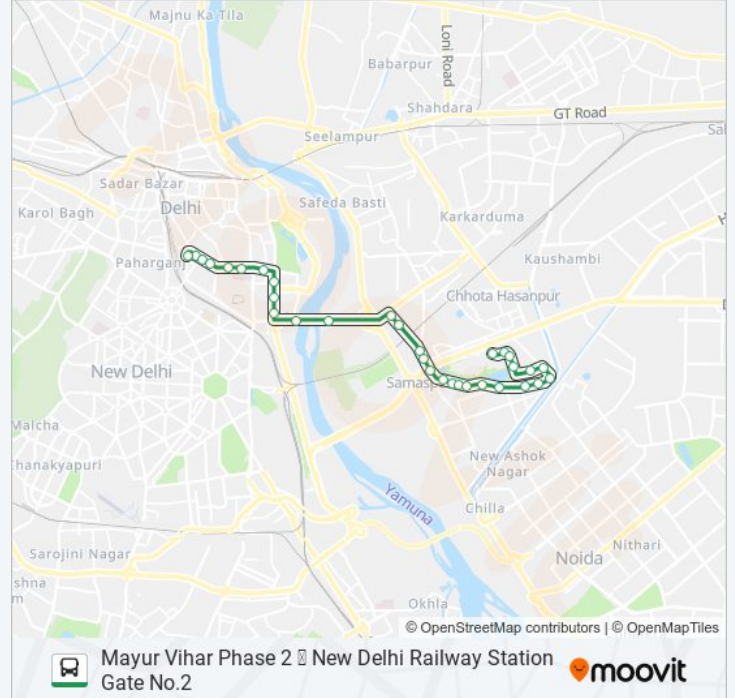 Majnu Ka Tila
Loni Road
Babarpur
Shahdara
GT Road
Seelampur
Sadar Bazar
Safeda Basti
Karol Bagh
Delhi
Karkarduma
Paharganj
Kaushambi
Chhota Hasanpur
New Delhi
Samaspu
Malcha
Chanakyapuri
New Ashok
Nagar
Yamuna
Chilla
Sarojini Nagar
Noida
Nithari
shna
m
Okhla
© OpenStreetMap contributors | © OpenMapTiles
Mayur Vihar Phase 2 New Delhi Railway Station
Gate No.2
moovit